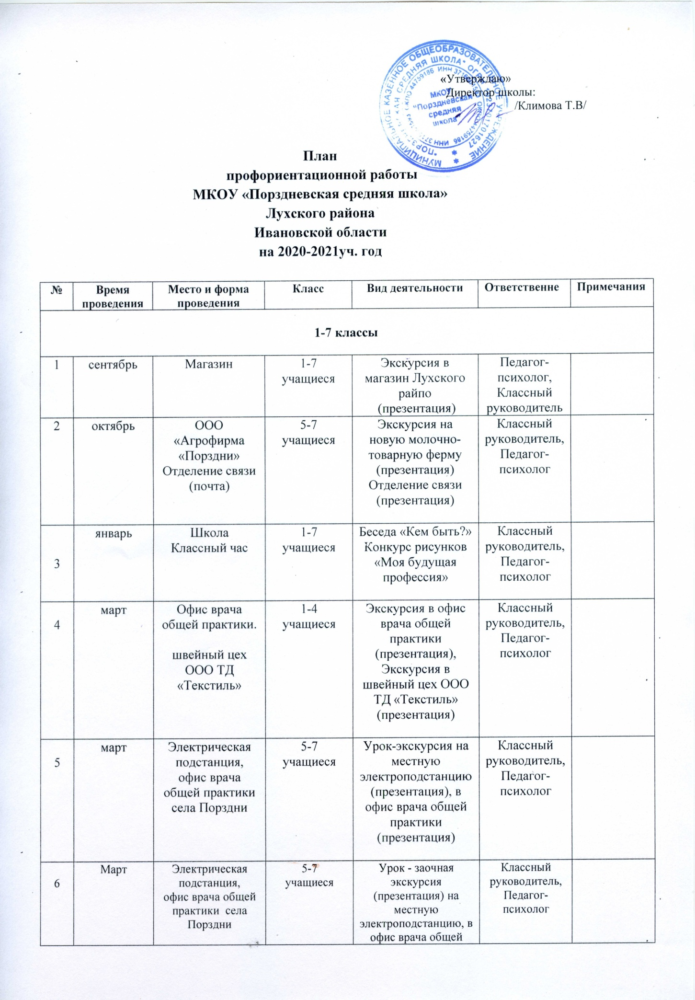 «Утверждаю»
Директор школы:
/Климова Т.В/
МУНИЦИПАЛЬНОЕ КАЗЁННОЕ ОБЩЕОБРАЗОВАТЕЛЬНОЕ УЧРЕЖДЕНИЕ
СРЕДНЯЯ ШКОЛА"
ОКПО 44759186 ИНН
МКОУ
"Порздневская
средняя
школа"
План
профориентационной работы
МКОУ «Порздневская средняя школа»
Лухского района
Ивановской области
на 2020-2021уч. год
№
Время
проведения
Место и форма
проведения
Класс
Вид деятельности
Ответственне
Примечания
1-7 классы
1
сентябрь
Магазин
1-7
учащиеся
Экскурсия в
магазин Лухского
райпо
(презентация)
Педагог-
психолог,
Классный
руководитель
2
октябрь
ООО
«Агрофирма
«Порздни»
Отделение связи
(почта)
5-7
учащиеся
Экскурсия на
новую молочно-
товарную ферму
(презентация)
Отделение связи
(презентация)
Классный
руководитель,
Педагог-
психолог
3
январь
Школа
Классный час
1-7
учащиеся
Беседа «Кем быть?»
Конкурс рисунков
«Моя будущая
профессия»
Классный
руководитель,
Педагог-
психолог
4
март
Офис врача
общей практики.
швейный цех
ООО ТД
«Текстиль»
1-4
учащиеся
Экскурсия в офис
врача общей
практики
(презентация),
Экскурсия в
швейный цех ООО
ТД «Текстиль»
(презентация)
Классный
руководитель,
Педагог-
психолог
5
март
Электрическая
подстанция,
офис врача
общей практики
села Порздни
5-7
учащиеся
Урок-экскурсия на
местную
электроподстанцию
(презентация), в
офис врача общей
практики
(презентация)
Классный
руководитель,
Педагог-
психолог
6
Март
Электрическая
подстанция,
офис врача общей
практики  села
Порздни
5-7
учащиеся
Урок - заочная
экскурсия
(презентация) на
местную
электроподстанцию, в
офис врача общей
Классный
руководитель,
Педагог-
психолог